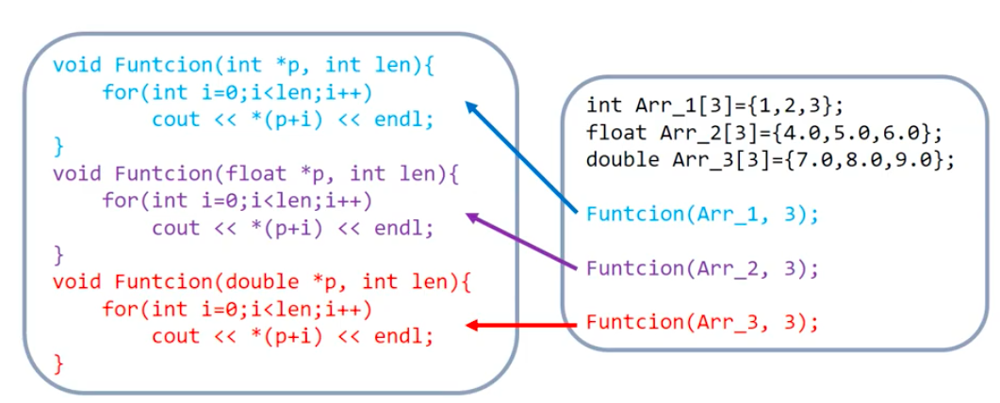 void Funtcion(int *p, int len){
    for(int i=0;i<len;i++)
        cout << *(p+i) << endl;
}
void Funtcion(float *p, int len){
    for(int i=0;i<len;i++)
        cout << *(p+i) << endl;
}
void Funtcion(double *p, int len){
    for(int i=0;i<len;i++)
        cout << *(p+i) << endl;
}
int Arr_1[3]={1,2,3};
float Arr_2[3]={4.0,5.0,6.0};
double Arr_3[3]={7.0,8.0,9.0};
Funtcion(Arr_1, 3);
Funtcion(Arr_2, 3);
Funtcion(Arr_3, 3);